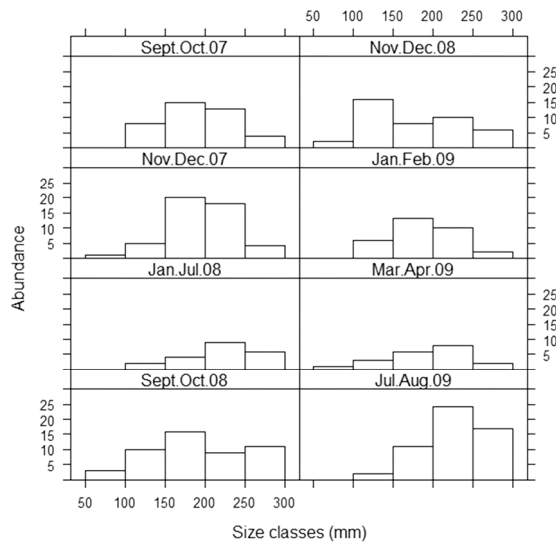 50 100 150 200 250 300
Sept.Oct.07 Nov.Dec.08
25
20
15
10
5
Nov.Dec.07 Jan.Feb.09
25
20
15
10
5
Jan.Jul.08 Mar.Apr.09
25
20
15
10
5
Sept.Oct.08 Jul.Aug.09
25
20
15
10
5
50 100 150 200 250 300
Abundance
Size classes (mm)